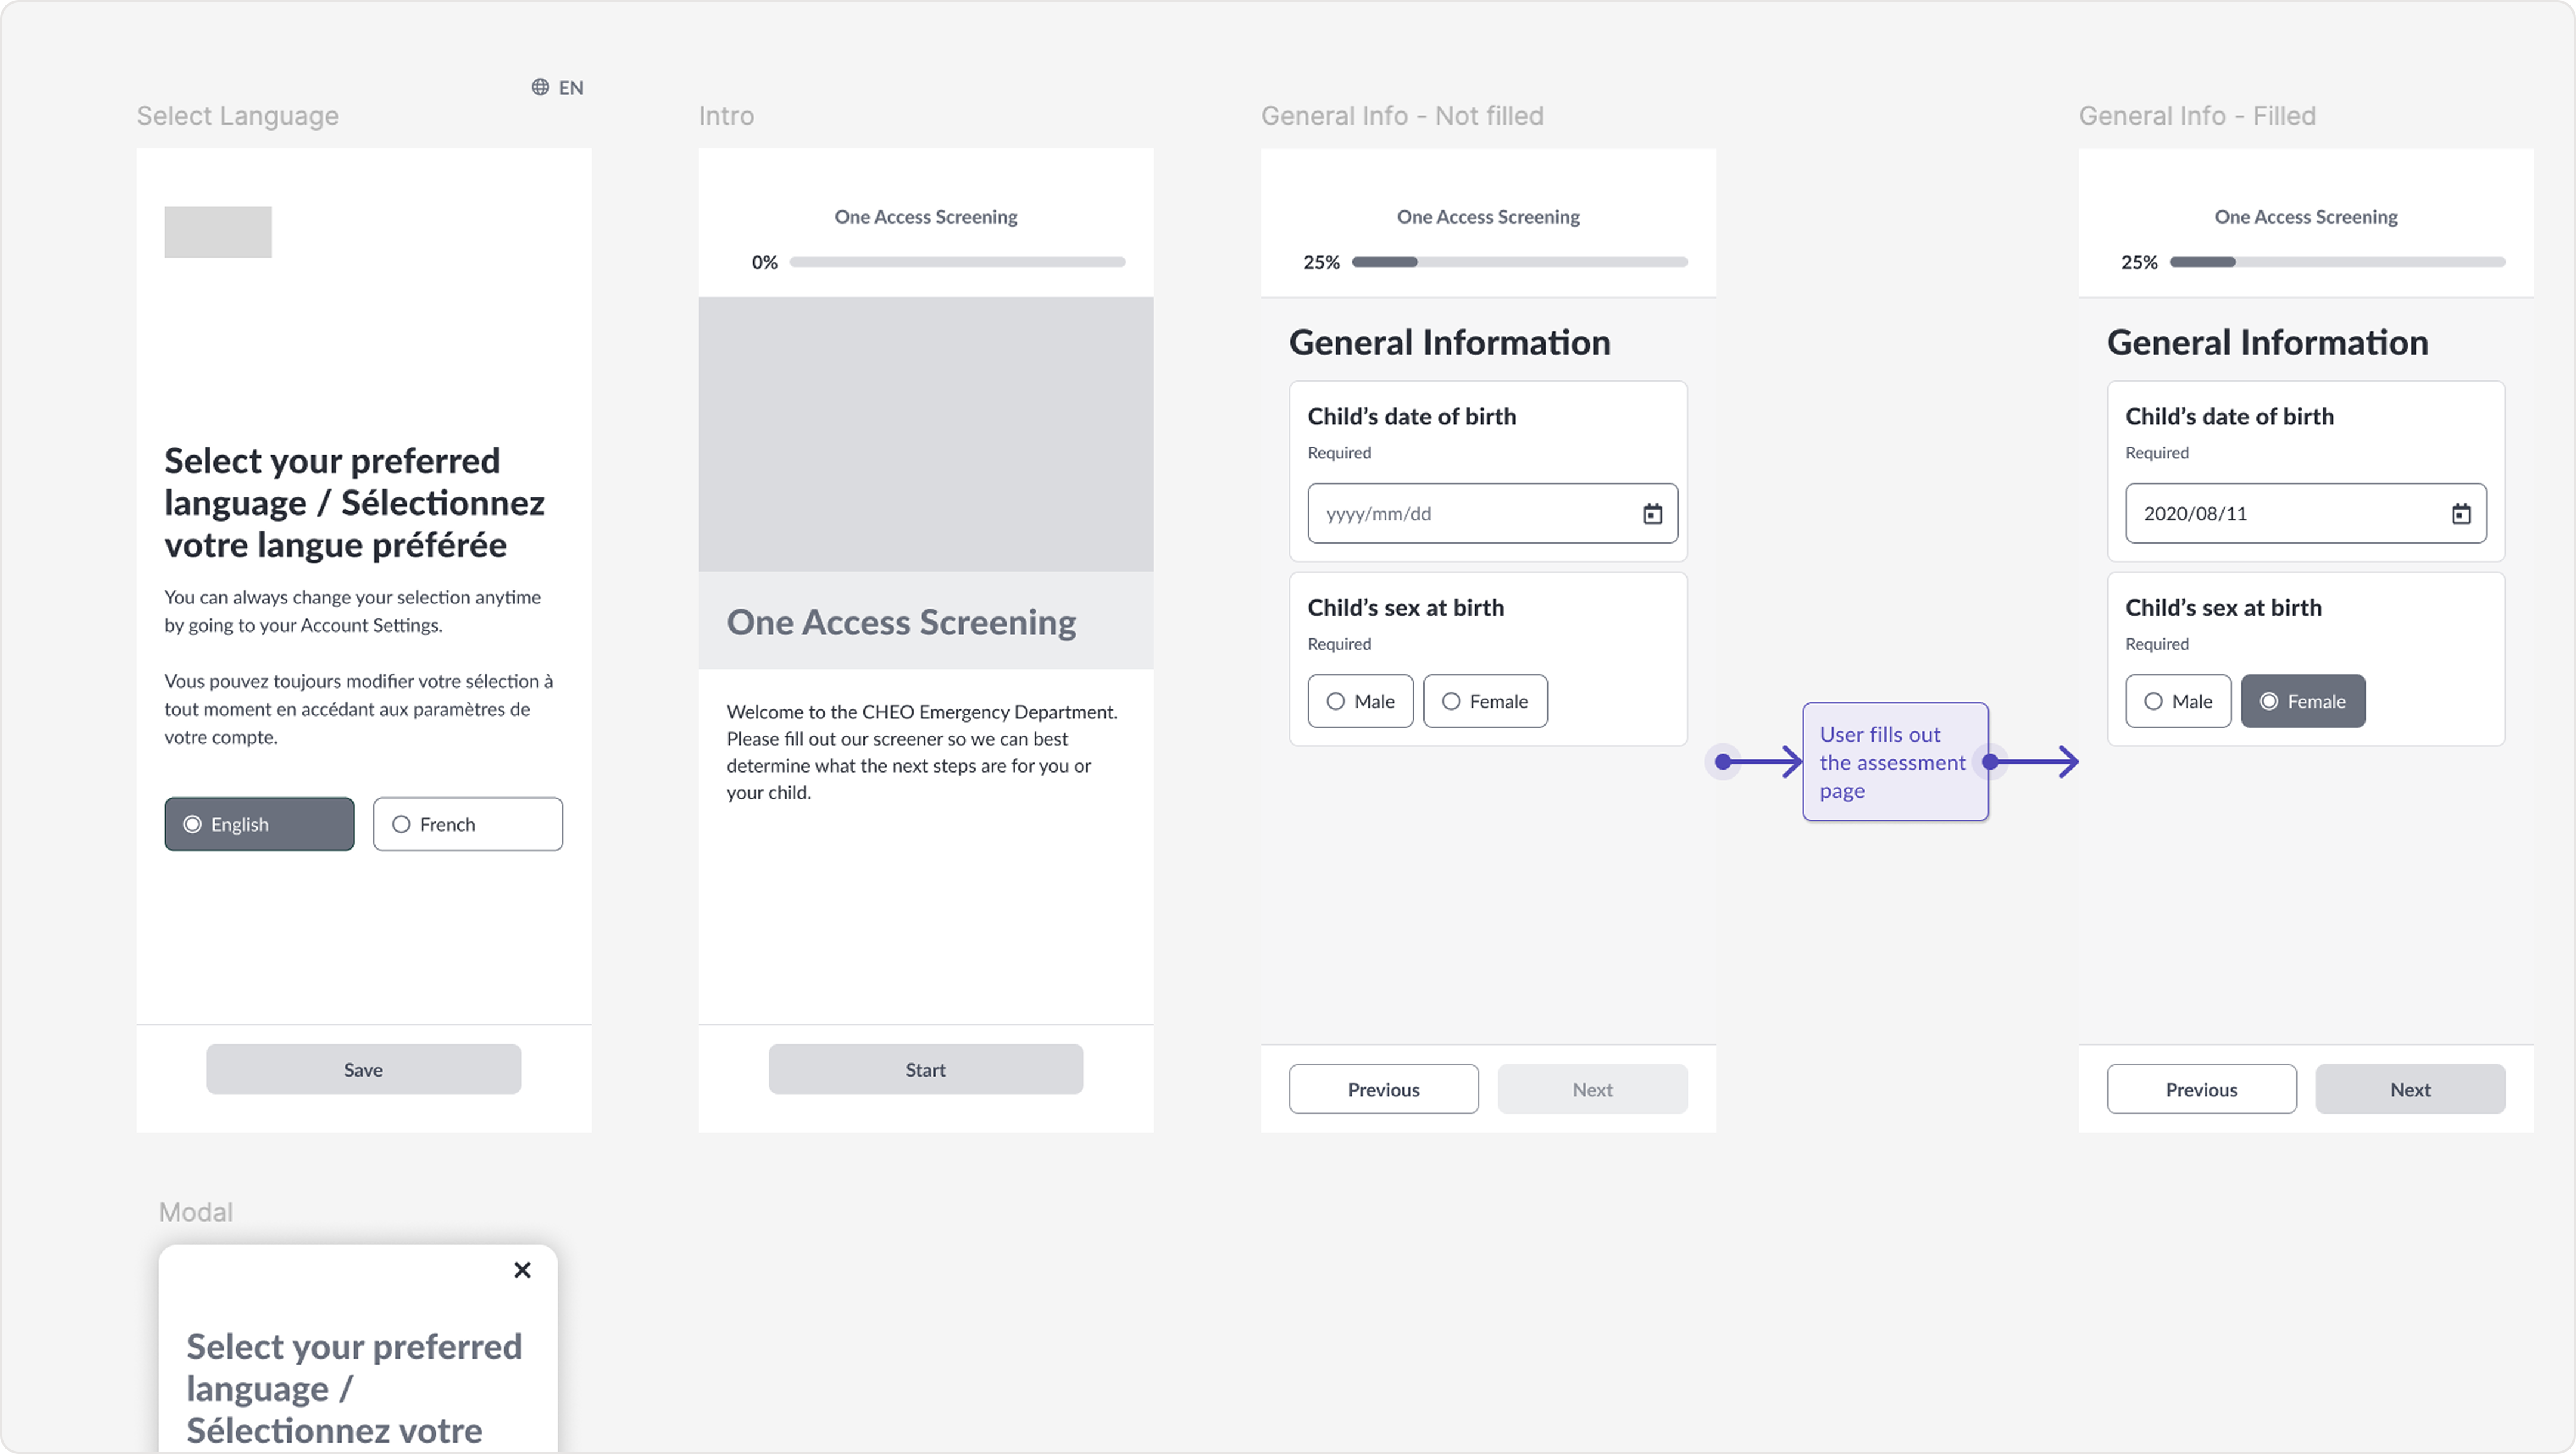 EN
Select Language
Select your preferred
language / Sélectionnez
votre langue préférée
You can always change your selection anytime
by going to your Account Settings.
Vous pouvez toujours modifier votre sélection à
tout moment en accédant aux paramètres de
votre compte.
English
French
Save
Intro
One Access Screening
0%
One Access Screening
Welcome to the CHEO Emergency Department.
Please fill out our screener so we can best
determine what the next steps are for you or
your child.
Start
General Info - Not filled
One Access Screening
25%
General Information
Child’s date of birth
Required
yyyy/mm/dd
Child’s sex at birth
Required
Male
Female
Previous
Next
User fills out
the assessment
page
General Info - Filled
One Access Screening
25%
General Information
Child’s date of birth
Required
2020/08/11
Child’s sex at birth
Required
Male
Female
Previous
Next
Modal
Select your preferred
language /
Sélectionnez votre